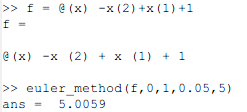 >> f = @(x) -x(2)+x(1)+1
f =
@(x) -x (2) + x (1) + 1
>> euler_method(f,0,1,0.05,5)
ans = 5.0059